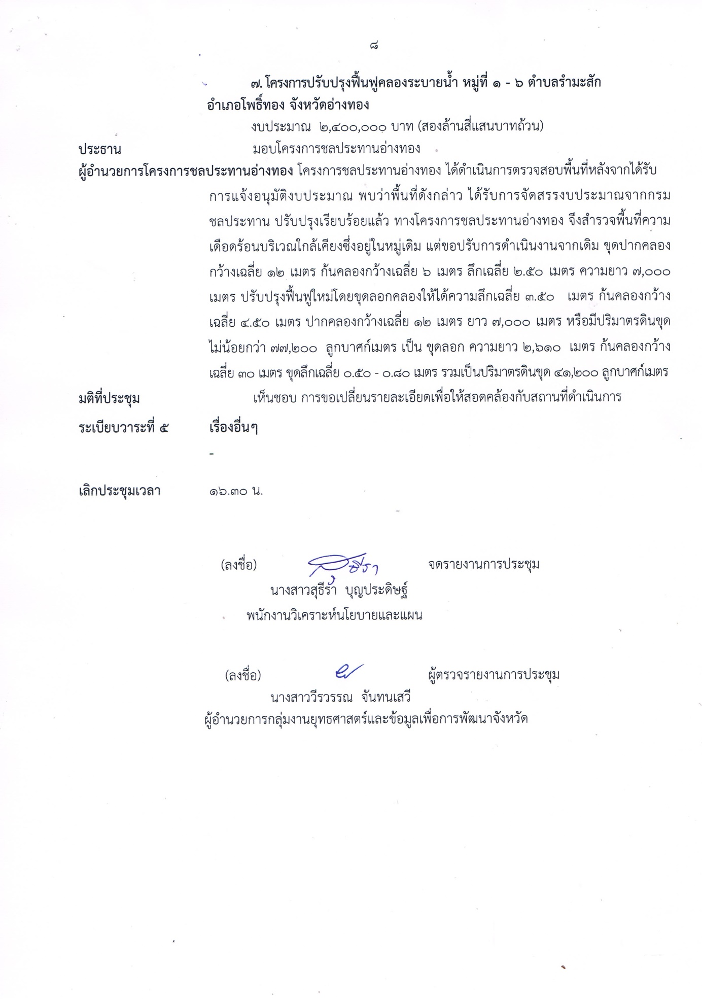 ๘
๗. โครงการปรับปรุงฟื้นฟูคลองระบายน้ำ หมู่ที่ ๑ - ๖ ตำบลรำมะสัก
อำเภอโพธิ์ทอง จังหวัดอ่างทอง
งบประมาณ ๒,๔๐๐,๐๐๐ บาท (สองล้านสี่แสนบาทถ้วน)
ประธาน มอบโครงการชลประทานอ่างทอง
ผู้อำนวยการโครงการชลประทานอ่างทอง โครงการชลประทานอ่างทอง ได้ดำเนินการตรวจสอบพื้นที่หลังจากได้รับ
การแจ้งอนุมัติงบประมาณ พบว่าพื้นที่ดังกล่าว ได้รับการจัดสรรงบประมาณจากกรม
ชลประทาน ปรับปรุงเรียบร้อยแล้ว ทางโครงการชลประทานอ่างทอง จึงสำรวจพื้นที่ความ
เดือดร้อนบริเวณใกล้เคียงซึ่งอยู่ในหมู่เดิม แต่ขอปรับการดำเนินงานจากเดิม ขุดปากคลอง
กว้างเฉลี่ย ๑๒ เมตร ก้นคลองกว้างเฉลี่ย ๖ เมตร ลึกเฉลี่ย ๒.๕๐ เมตร ความยาว ๗,๐๐๐
เมตร ปรับปรุงฟื้นฟูใหม่โดยขุดลอกคลองให้ได้ความลึกเฉลี่ย ๓.๕๐ เมตร ก้นคลองกว้าง
เฉลี่ย ๔.๕๐ เมตร ปากคลองกว้างเฉลี่ย ๑๒ เมตร ยาว ๗,๐๐๐ เมตร หรือมีปริมาตรดินขุด
ไม่น้อยกว่า ๗๗,๒๐๐ ลูกบาศก์เมตร เป็น ขุดลอก ความยาว ๒,๖๑๐ เมตร ก้นคลองกว้าง
เฉลี่ย ๓๐ เมตร ขุดลึกเฉลี่ย ๐.๕๐ - ๐.๘๐ เมตร รวมเป็นปริมาตรดินขุด ๔๑,๒๐๐ ลูกบาศก์เมตร
มติที่ประชุม เห็นชอบ การขอเปลี่ยนรายละเอียดเพื่อให้สอดคล้องกับสถานที่ดำเนินการ
ระเบียบวาระที่ ๕ เรื่องอื่นๆ
-
เลิกประชุมเวลา ๑๖.๓๐ น.
(ลงชื่อ) สุธีรา จดรายงานการประชุม
นางสาวสุธีรา บุญประดิษฐ์
พนักงานวิเคราะห์นโยบายและแผน
(ลงชื่อ) ผู้ตรวจรายงานการประชุม
นางสาววีรวรรณ จันทนเสวี
ผู้อำนวยการกลุ่มงานยุทธศาสตร์และข้อมูลเพื่อการพัฒนาจังหวัด